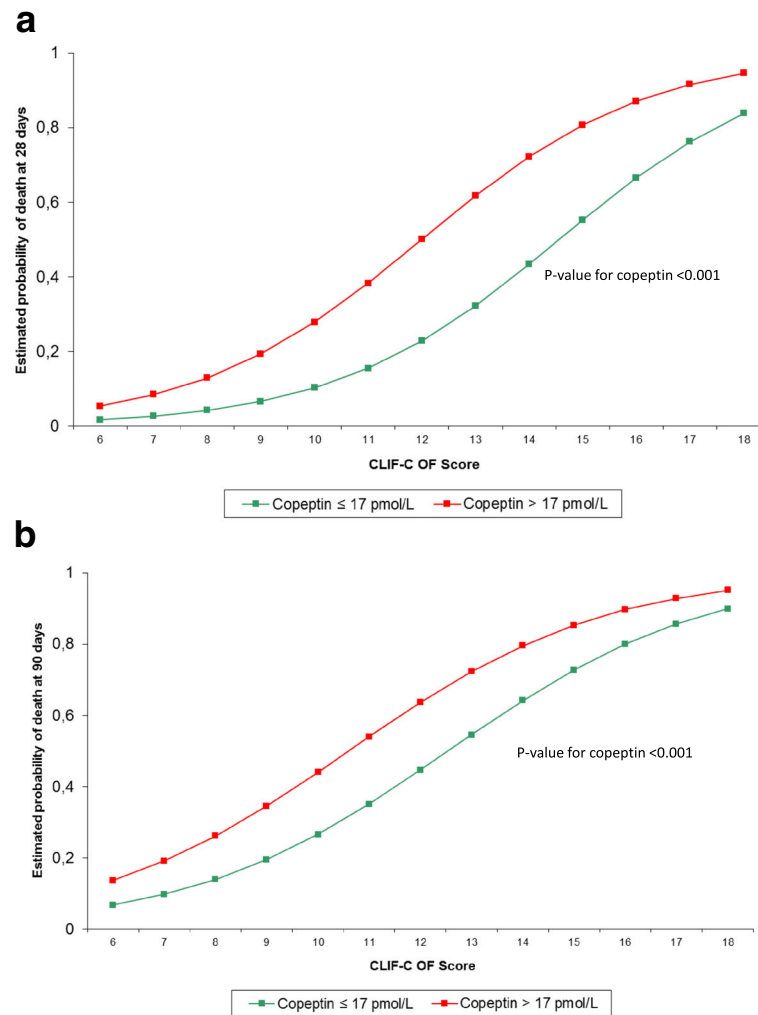 a
Estimated probability of death at 28 days
1
0,8
0,6
0,4
0,2
0
P-value for copeptin <0.001
6 7 8 9 10 11 12 13 14 15 16 17 18
CLIF-C OF Score
Copeptin ≤ 17 pmol/L Copeptin > 17 pmol/L
b
Estimated probability of death at 90 days
1
0,8
0,6
0,4
0,2
0
P-value for copeptin <0.001
6 7 8 9 10 11 12 13 14 15 16 17 18
CLIF-C OF Score
Copeptin ≤ 17 pmol/L Copeptin > 17 pmol/L